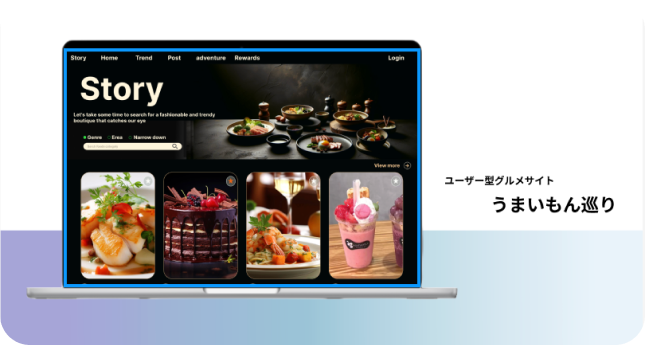 Story Home Trend Post adventure Rewards Login
Story
Let's take some time to search for a fashionable and trendy
boutique that catches our eye
Genre Erea Narrow down
View more
ユーザー型グルメサイト
うまいもん巡り